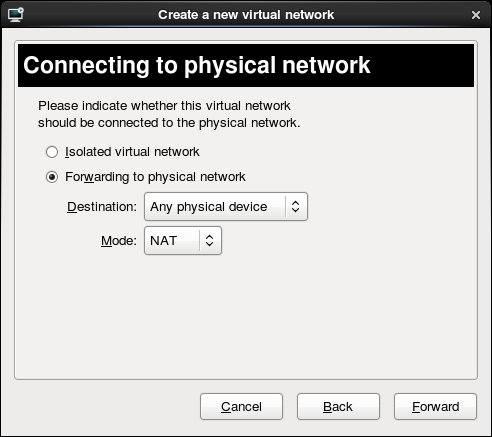 Create a new virtual network
Connecting to physical network
Please indicate whether this virtual network
should be connected to the physical network.
Isolated virtual network
Forwarding to physical network
Destination: Any physical device
Mode: NAT
Cancel Back Forward